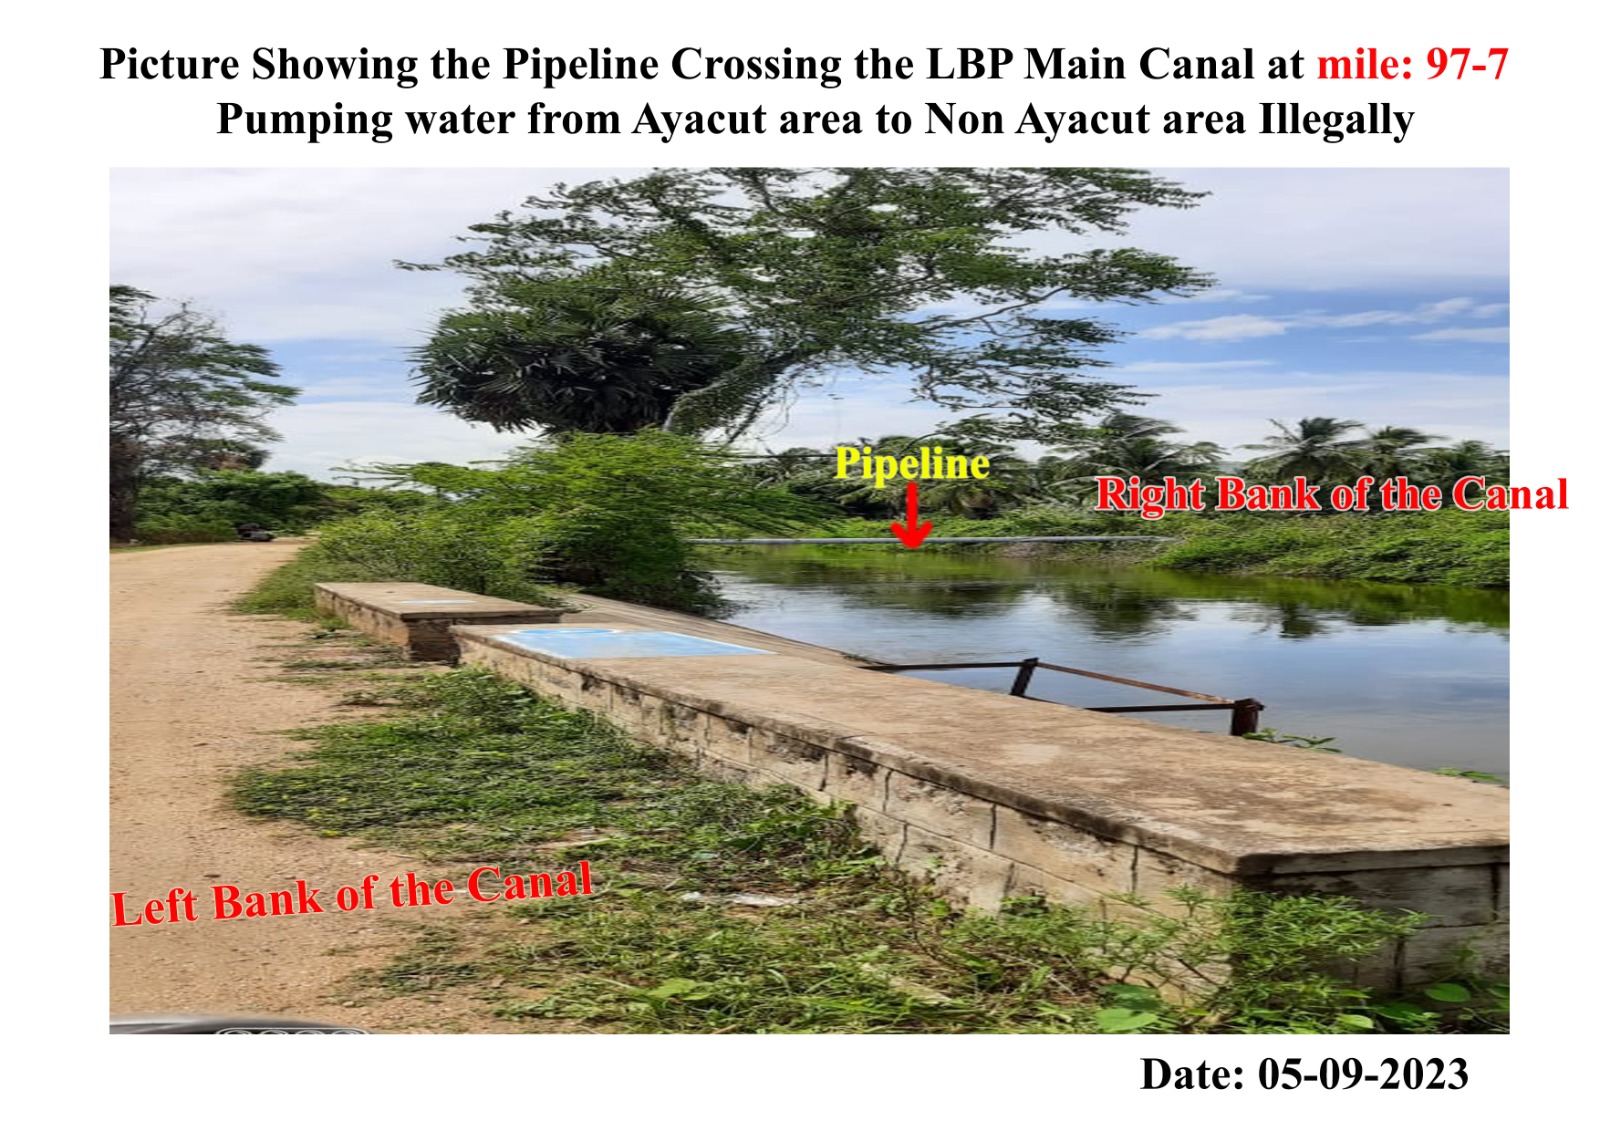 Picture Showing the Pipeline Crossing the LBP Main Canal at mile: 97-7
Pumping water from Ayacut area to Non Ayacut area Illegally
Pipeline
Right Bank of the Canal
Left Bank of the Canal
Date: 05-09-2023